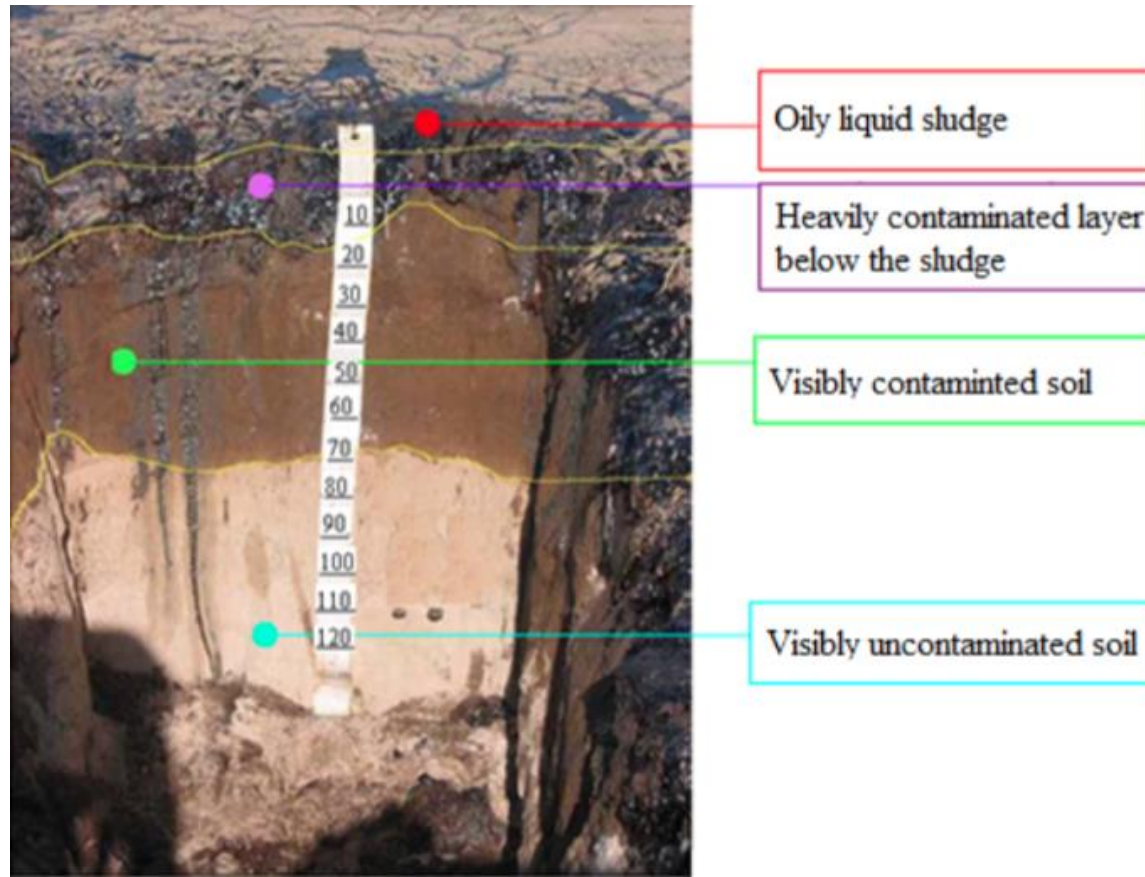 Oily liquid sludge
Heavily contaminated layer
below the sludge
Visibly contaminted soil
Visibly uncontaminated soil
10
20
30
40
50
60
70
80
90
100
110
120